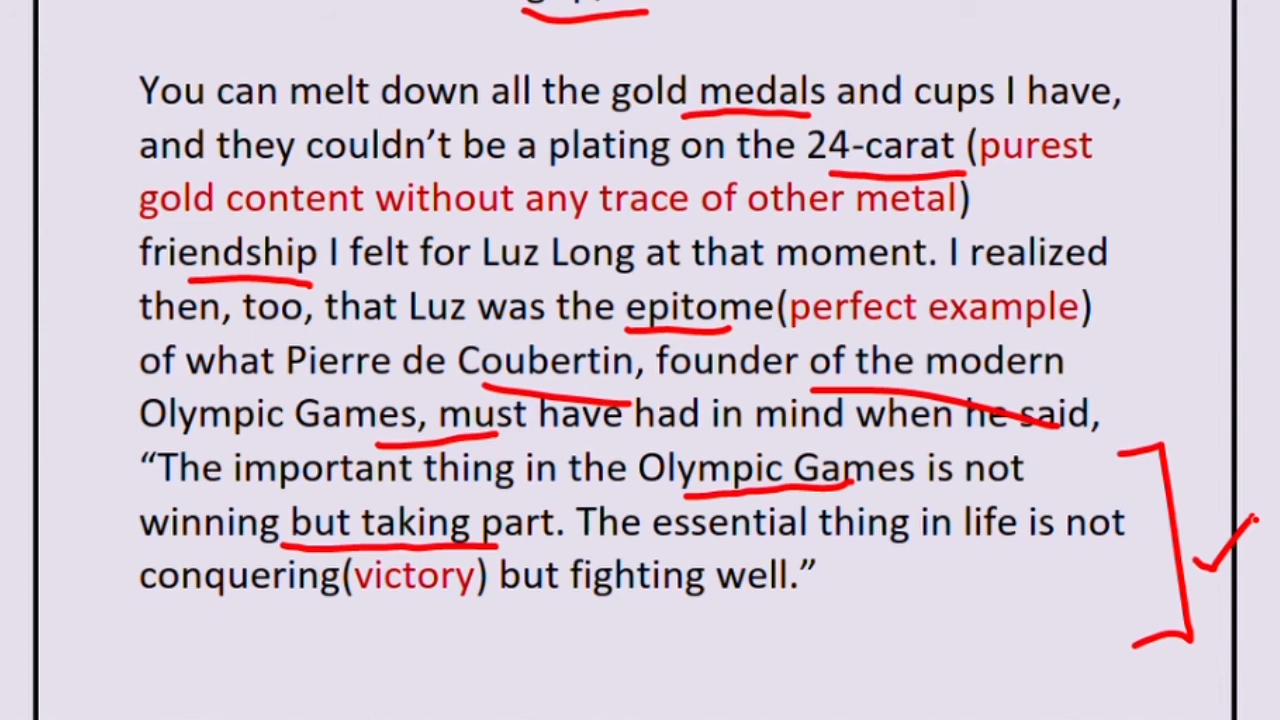 You can melt down all the gold medals and cups I have,
and they couldn’t be a plating on the 24-carat (purest
gold content without any trace of other metal)
friendship I felt for Luz Long at that moment. I realized
then, too, that Luz was the epitome(perfect example)
of what Pierre de Coubertin, founder of the modern
Olympic Games, must have had in mind when he said,
“The important thing in the Olympic Games is not
winning but taking part. The essential thing in life is not
conquering(victory) but fighting well.”